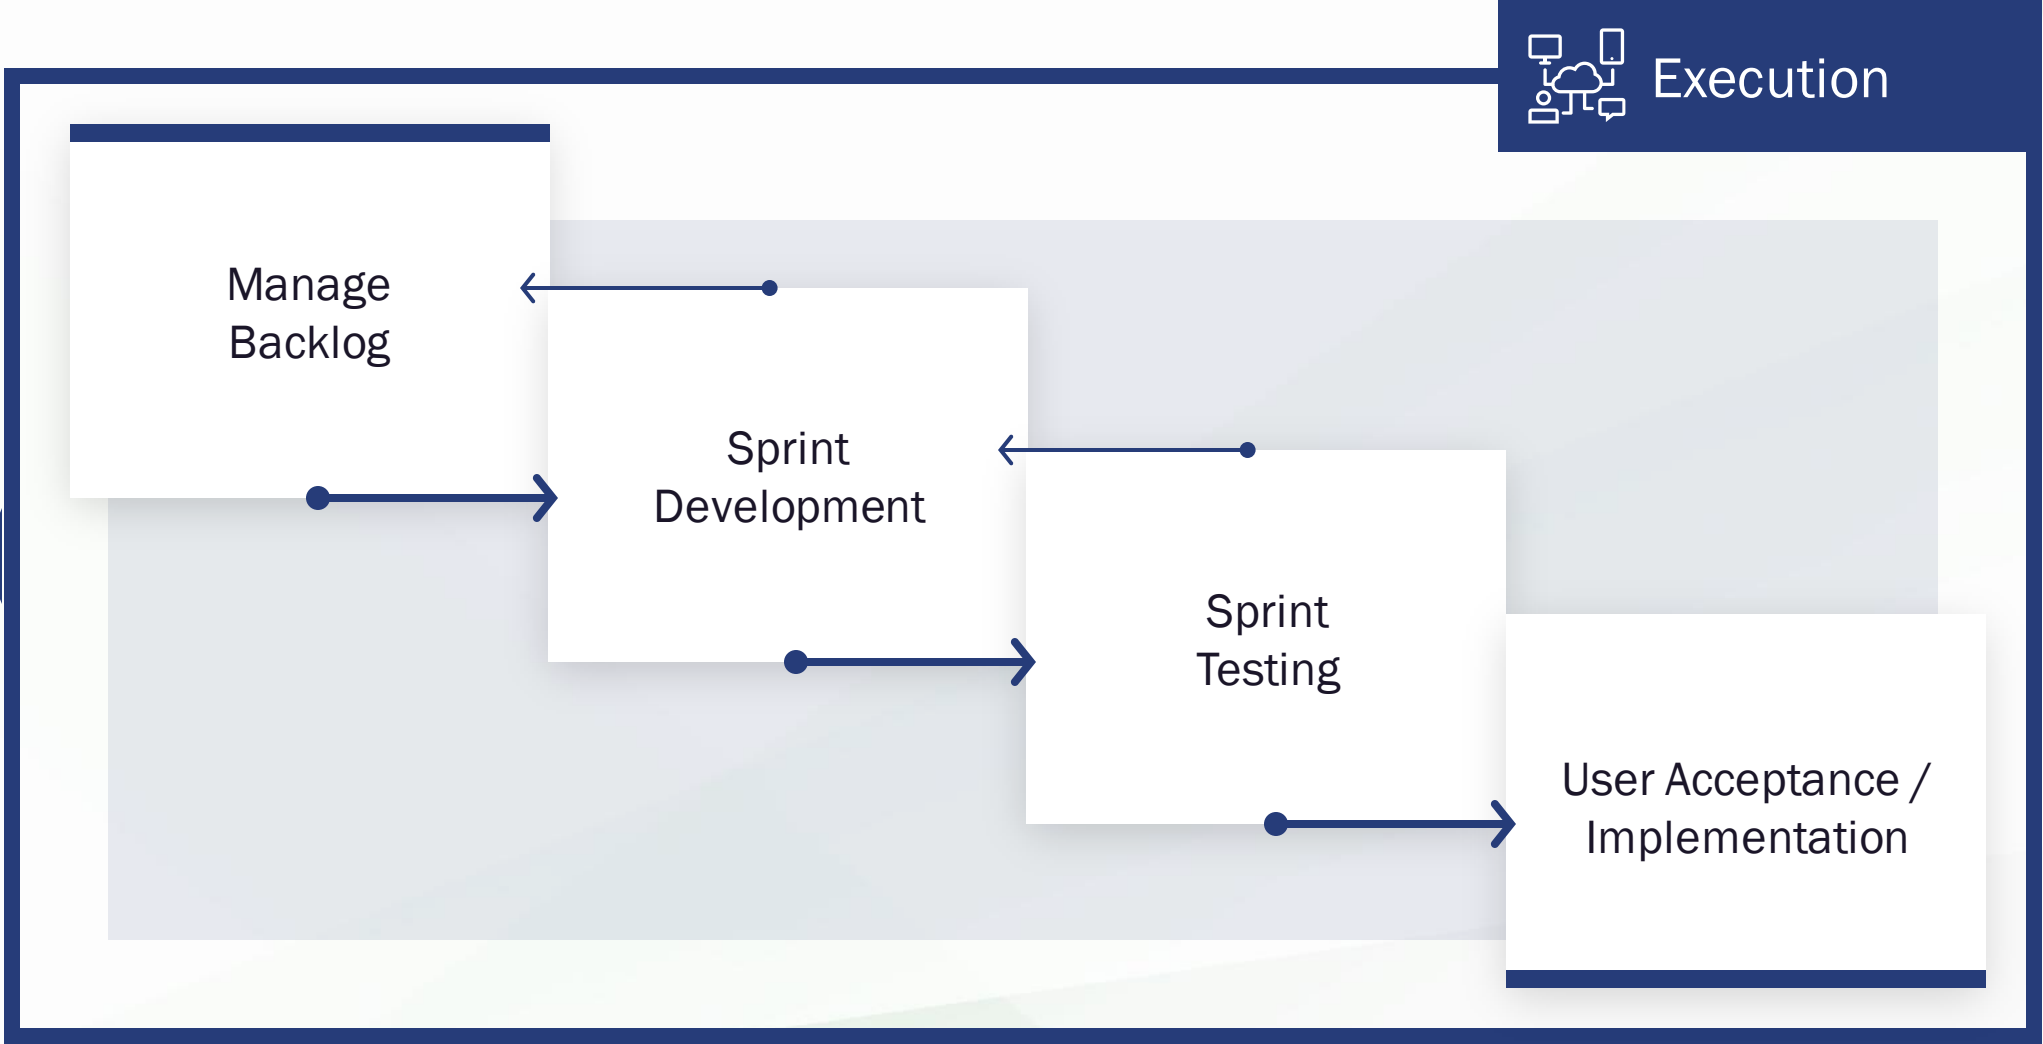 Execution
Manage
Backlog
Sprint
Development
Sprint
Testing
User Acceptance /
Implementation